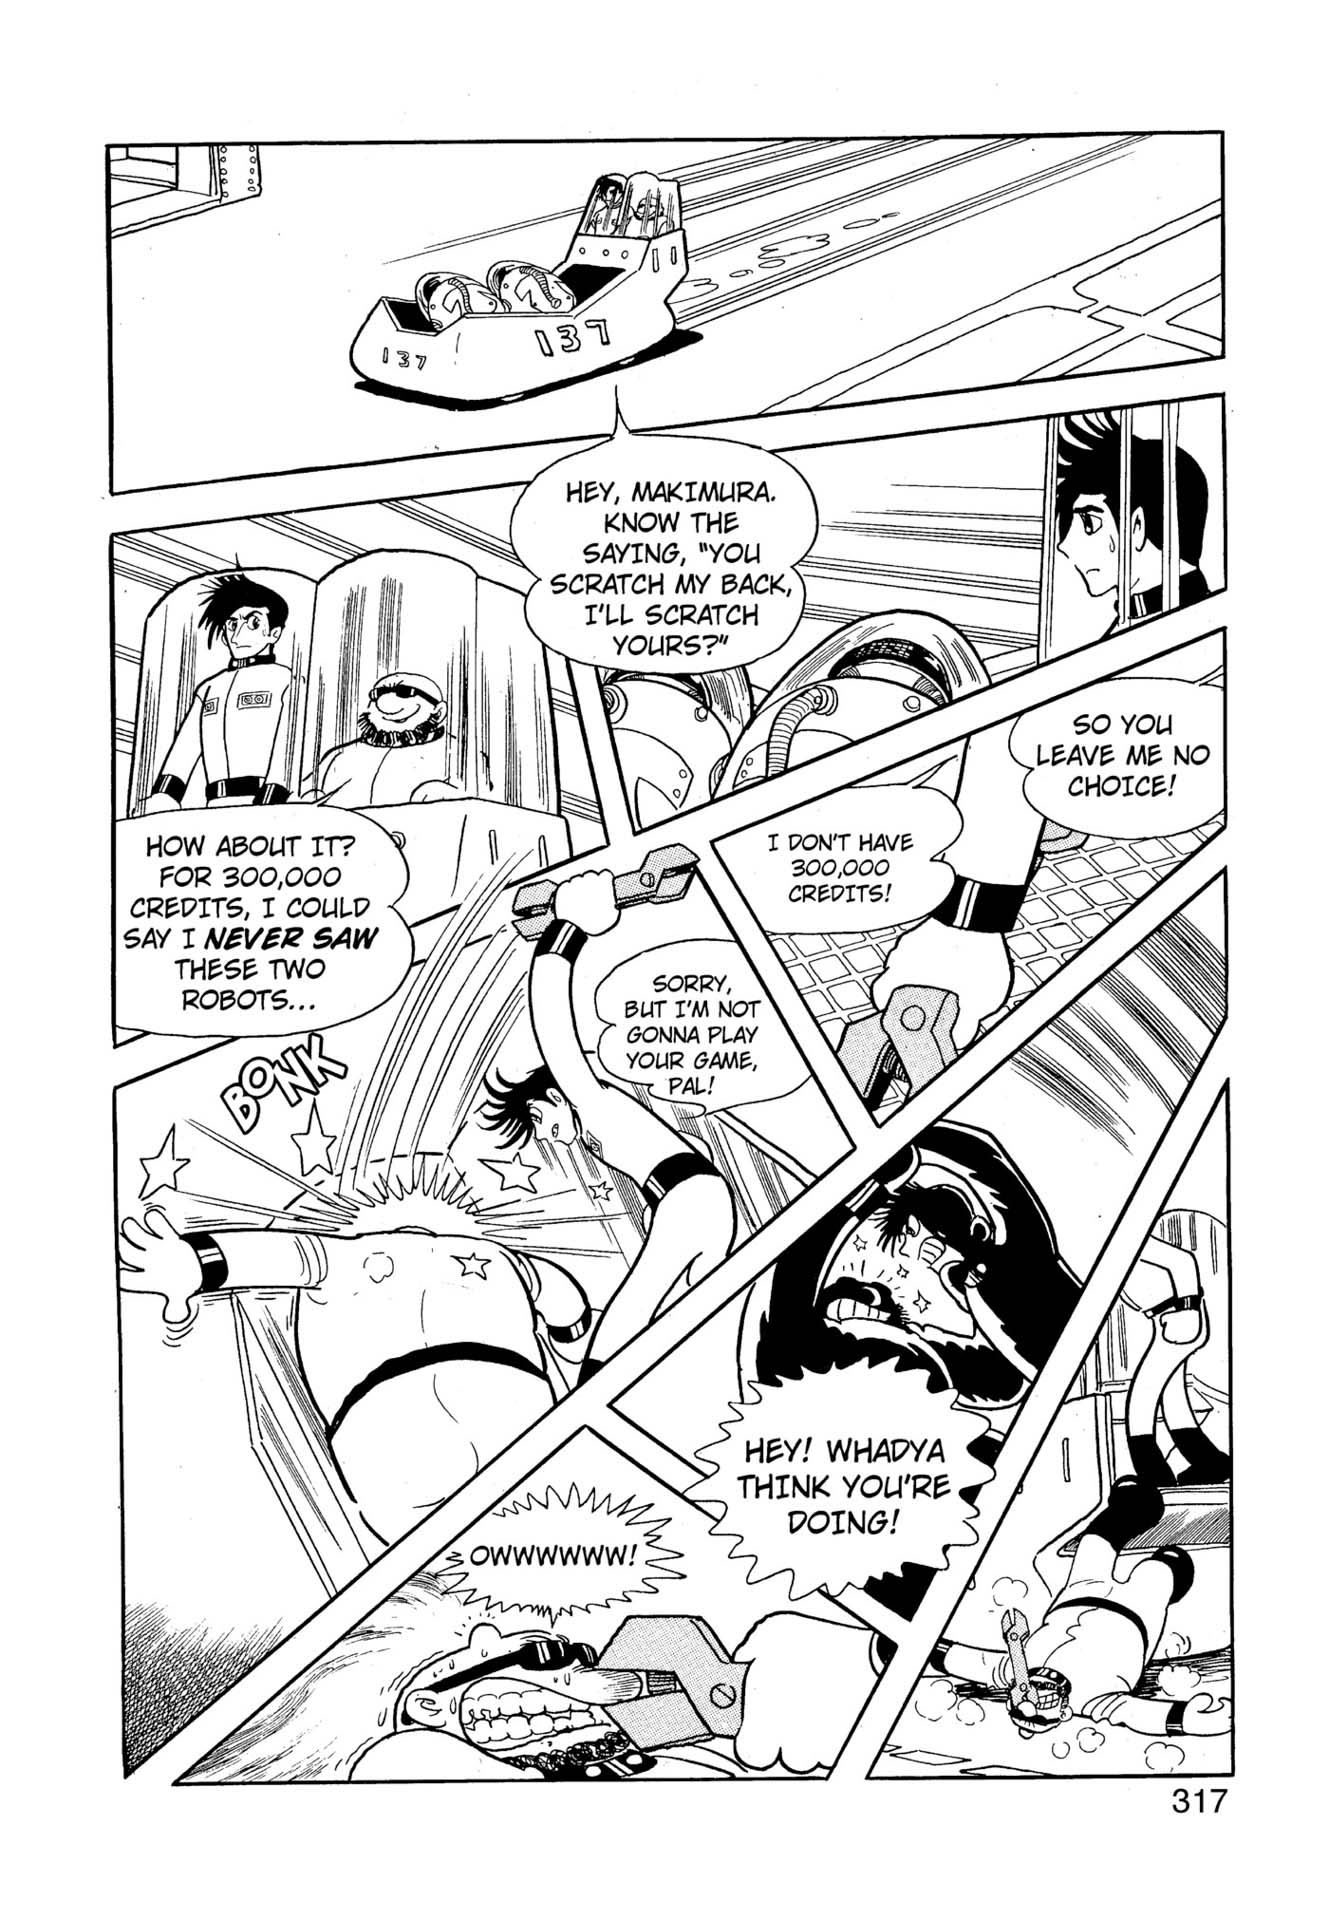 11
137
137
HEY, MAKIMURA.
KNOW THE
SAYING, "YOU
SCRATCH MY BACK,
I'LL SCRATCH
YOURS?"
HOW ABOUT IT?
FOR 300,000
CREDITS, I COULD
SAY I NEVER SAW
THESE TWO
ROBOTS...
SO YOU
LEAVE ME NO
CHOICE!
I DON'T HAVE
300,000
CREDITS!
SORRY,
BUT I'M NOT
GONNA PLAY
YOUR GAME,
PAL!
BONK
HEY! WHADYA
THINK YOU'RE
DOING!
OWWWWWW!
317